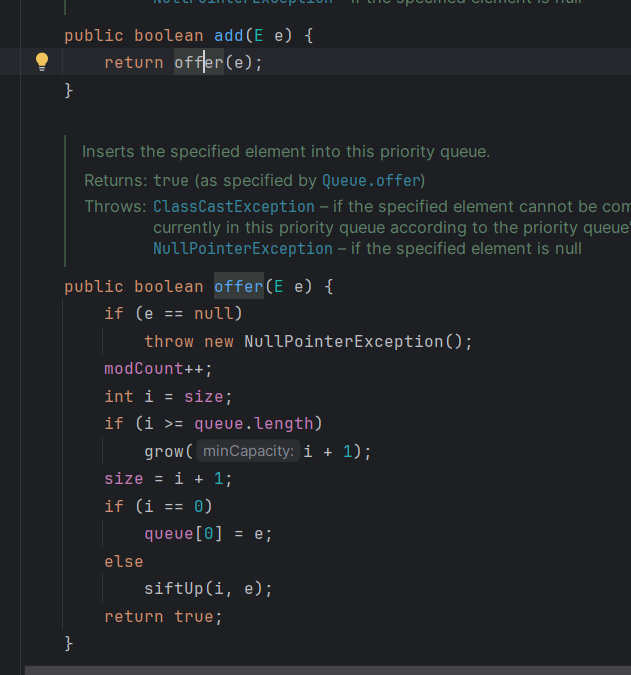 NullPointerException – if the specified element is null
public boolean add(E e) {
return offer(e);
}
Inserts the specified element into this priority queue.
Returns: true (as specified by Queue.offer)
Throws: ClassCastException – if the specified element cannot be com
currently in this priority queue according to the priority queue'
NullPointerException – if the specified element is null
public boolean offer(E e) {
if (e == null)
throw new NullPointerException();
modCount++;
int i = size;
if (i >= queue.length)
grow( minCapacity: i + 1);
size = i + 1;
if (i == 0)
queue[0] = e;
else
siftUp(i, e);
return true;
}